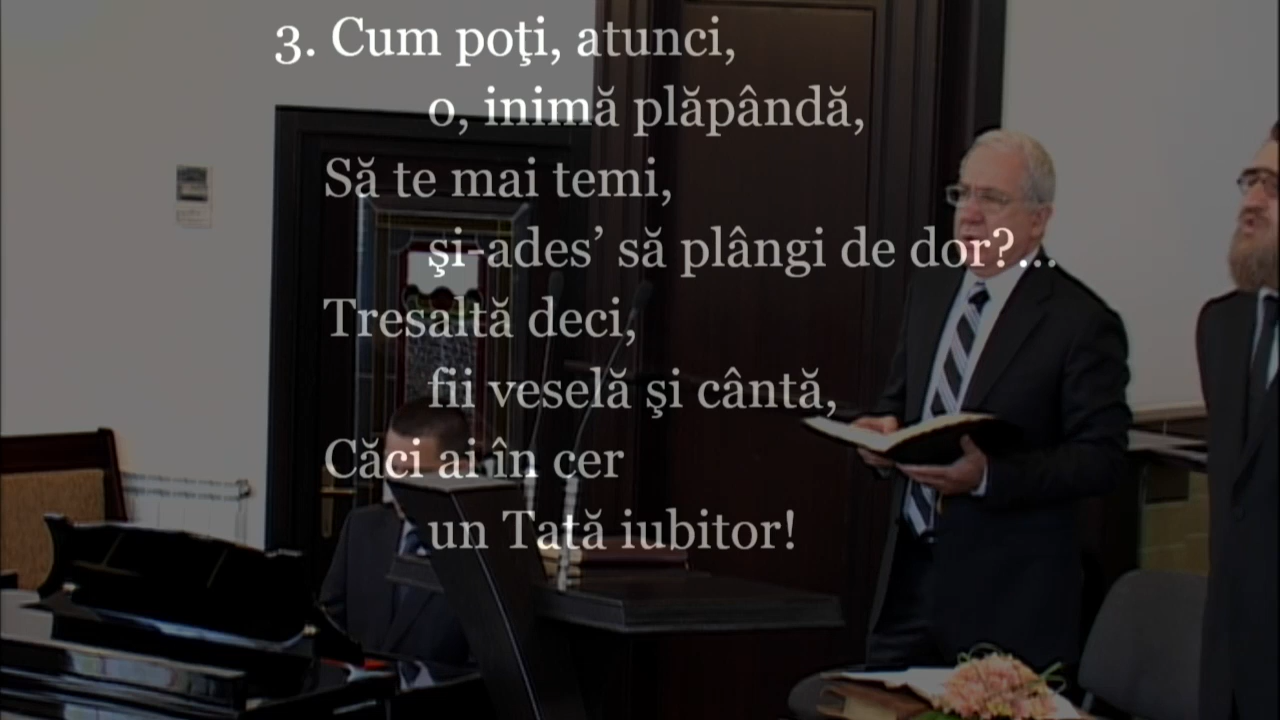 3. Cum poţi, atunci,
o, inimă plăpândă,
Să te mai temi,
şi-ades’ să plângi de dor?...
Tresaltă deci,
fii veselă şi cântă,
Căci ai în cer
un Tată iubitor!